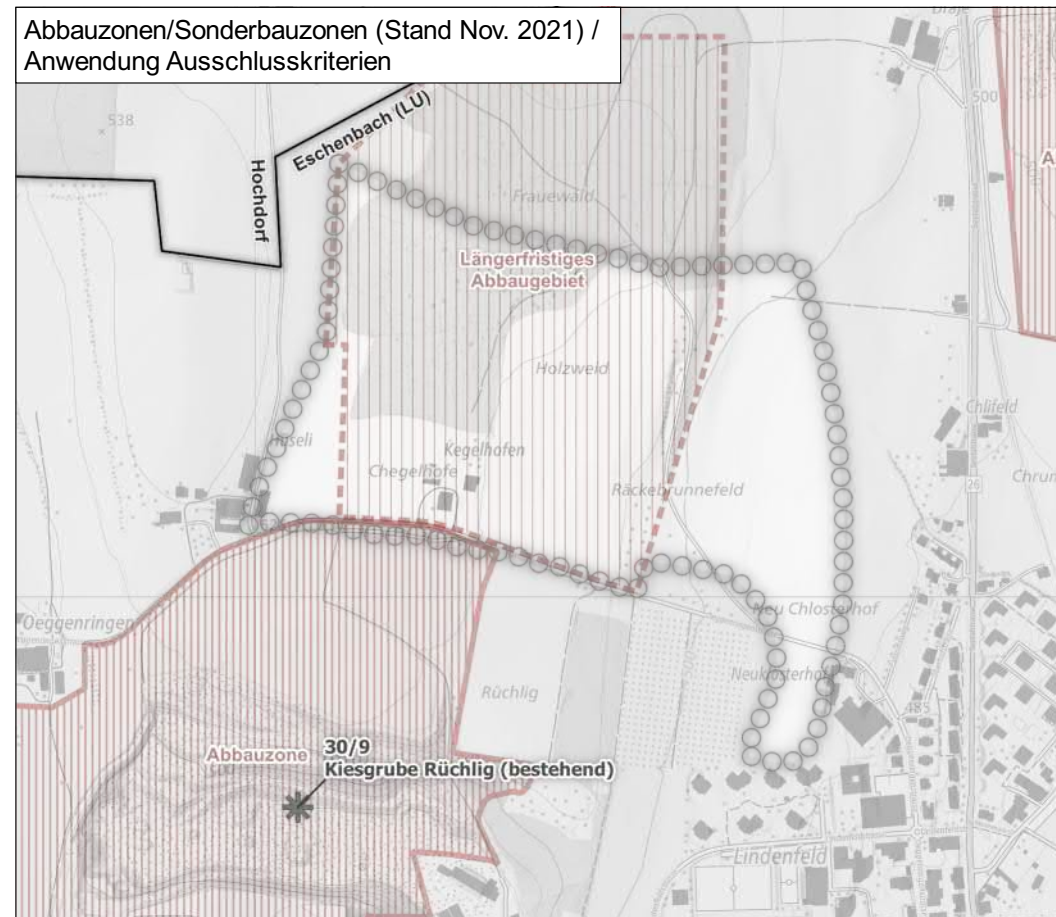 Abbauzonen/Sonderbauzonen (Stand Nov. 2021) /
Anwendung Ausschlusskriterien
538
Eschenbach (LU)
Hochdorf
500
Frauewald
Längerfristiges
Abbaugebiet
Holzweid
Chlifeld
Kegelhofen
Chegelhofe
Räckebrunnefeld
26
Oeggenringen
Neu Chlosterhof
Rüchlig
Neuklosterhof
485
Abbauzone
30/9
Kiesgrube Rüchlig (bestehend)
Lindenfeld